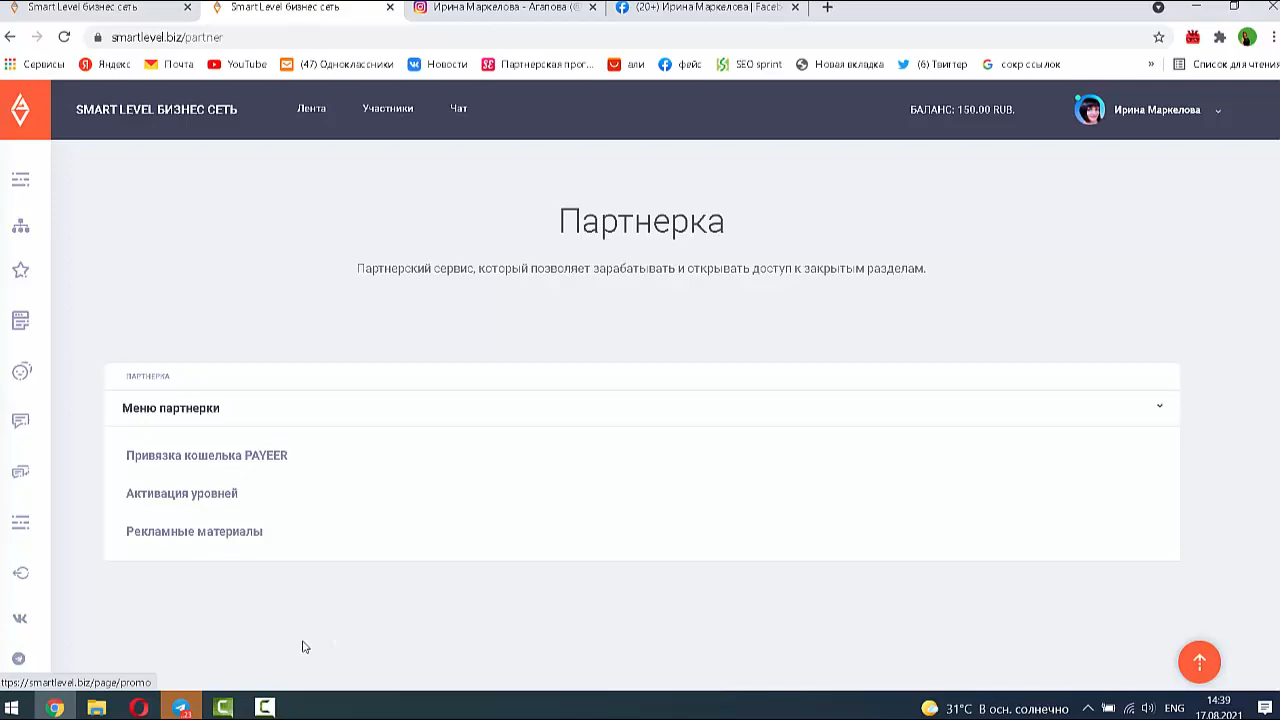 Smart Level бизнес сеть
Smart Level бизнес сеть
Ирина Маркелова - Агапова (@
(20+) Ирина Маркелова | Faceb
smartlevel.biz/partner
Сервисы
Яндекс
Почта
YouTube
(47) Одноклассники
Новости
Партнерская прог...
али
фейс
SEO sprint
Новая вкладка
(6) Твиттер
сокр ссылок
»
Список для чтения
SMART LEVEL БИЗНЕС СЕТЬ
Лента
Участники
Чат
БАЛАНС: 150.00 RUB.
Ирина Маркелова
Партнерка
Партнерский сервис, который позволяет зарабатывать и открывать доступ к закрытым разделам.
ПАРТНЕРКА
Меню партнерки
Привязка кошелька PAYEER
Активация уровней
Рекламные материалы
ttps://smartlevel.biz/page/promo
23
31°C В осн. солнечно
ENG
14:39
17.08.2021